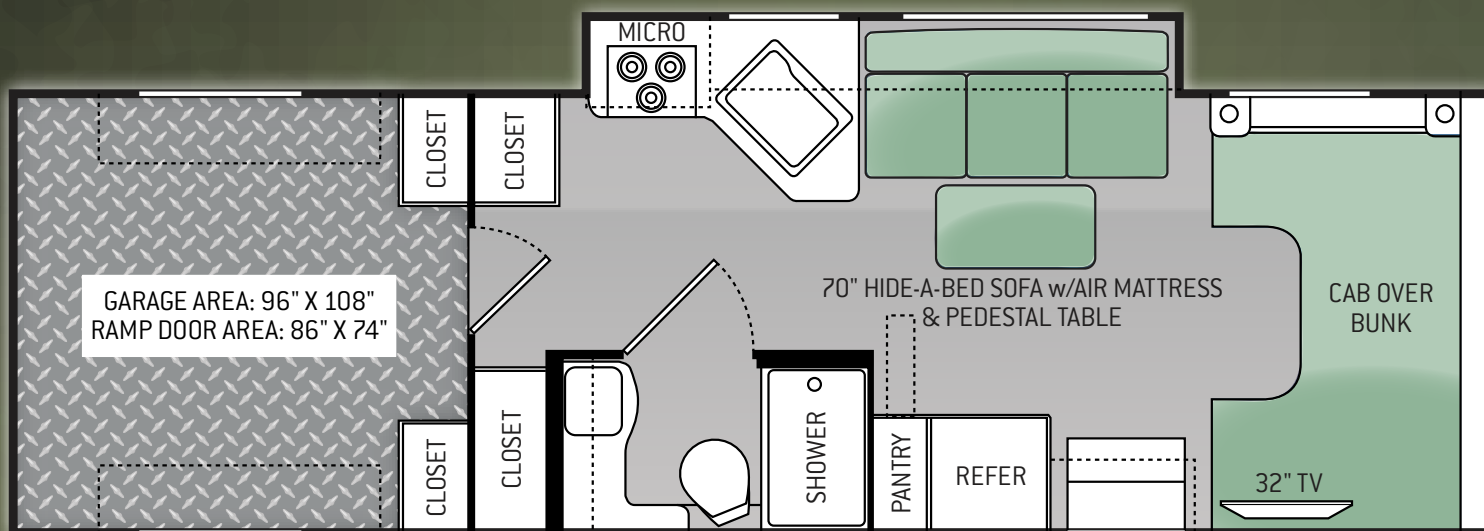 MICRO
CLOSET
CLOSET
GARAGE AREA: 96" X 108"
RAMP DOOR AREA: 86" X 74"
70" HIDE-A-BED SOFA w/AIR MATTRESS
& PEDESTAL TABLE
CAB OVER
BUNK
CLOSET
CLOSET
SHOWER
PANTRY
REFER
32" TV